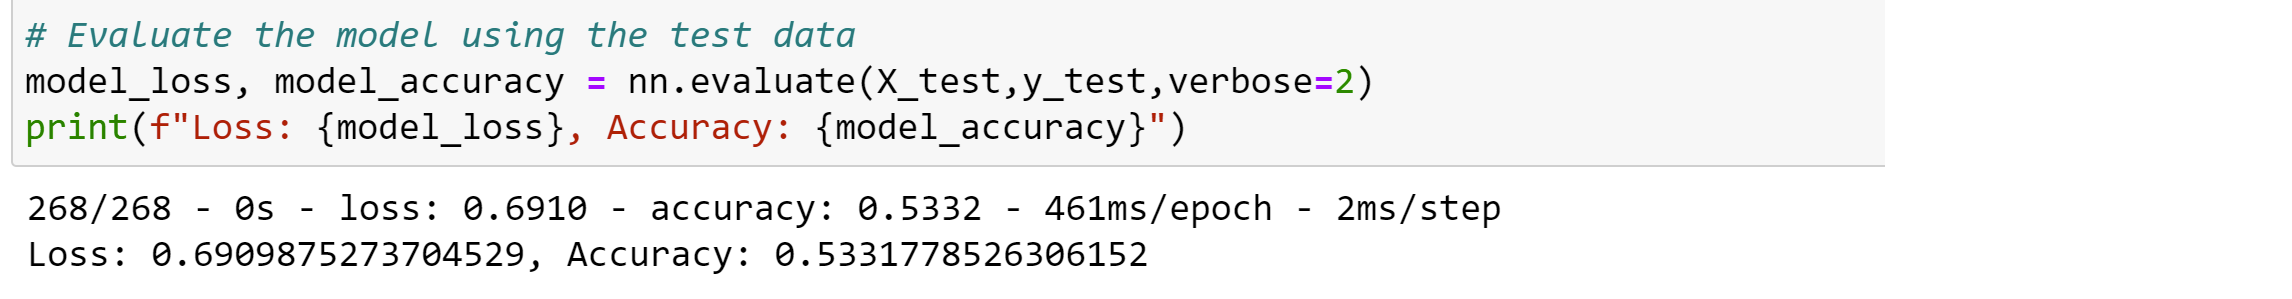 # Evaluate the model using the test data
model_loss, model_accuracy = nn.evaluate(X_test,y_test,verbose=2)
print(f"Loss: {model_loss}, Accuracy: {model_accuracy}")
268/268 - 0s - loss: 0.6910 - accuracy: 0.5332 - 461ms/epoch - 2ms/step
Loss: 0.6909875273704529, Accuracy: 0.5331778526306152